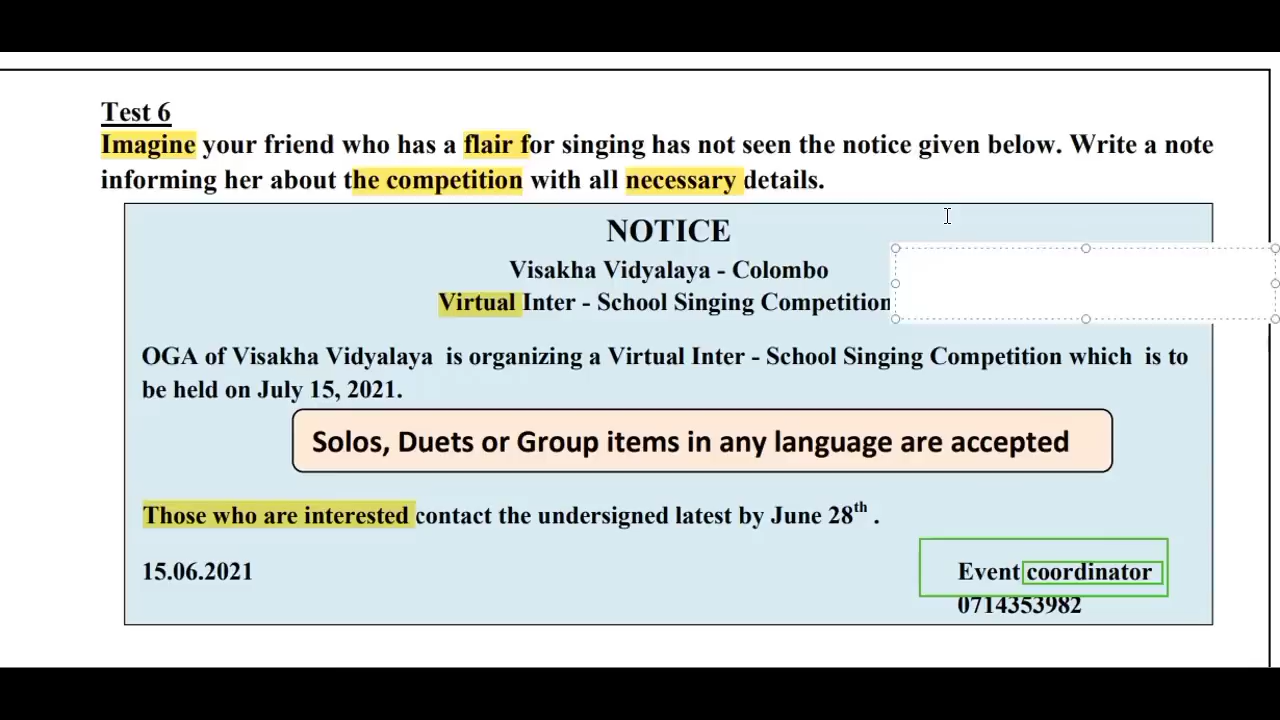 Test 6
Imagine your friend who has a flair for singing has not seen the notice given below. Write a note
informing her about the competition with all necessary details.
NOTICE
Visakha Vidyalaya - Colombo
Virtual Inter - School Singing Competition
OGA of Visakha Vidyalaya is organizing a Virtual Inter - School Singing Competition which is to
be held on July 15, 2021.
Solos, Duets or Group items in any language are accepted
Those who are interested contact the undersigned latest by June 28th .
15.06.2021 Event coordinator
0714353982